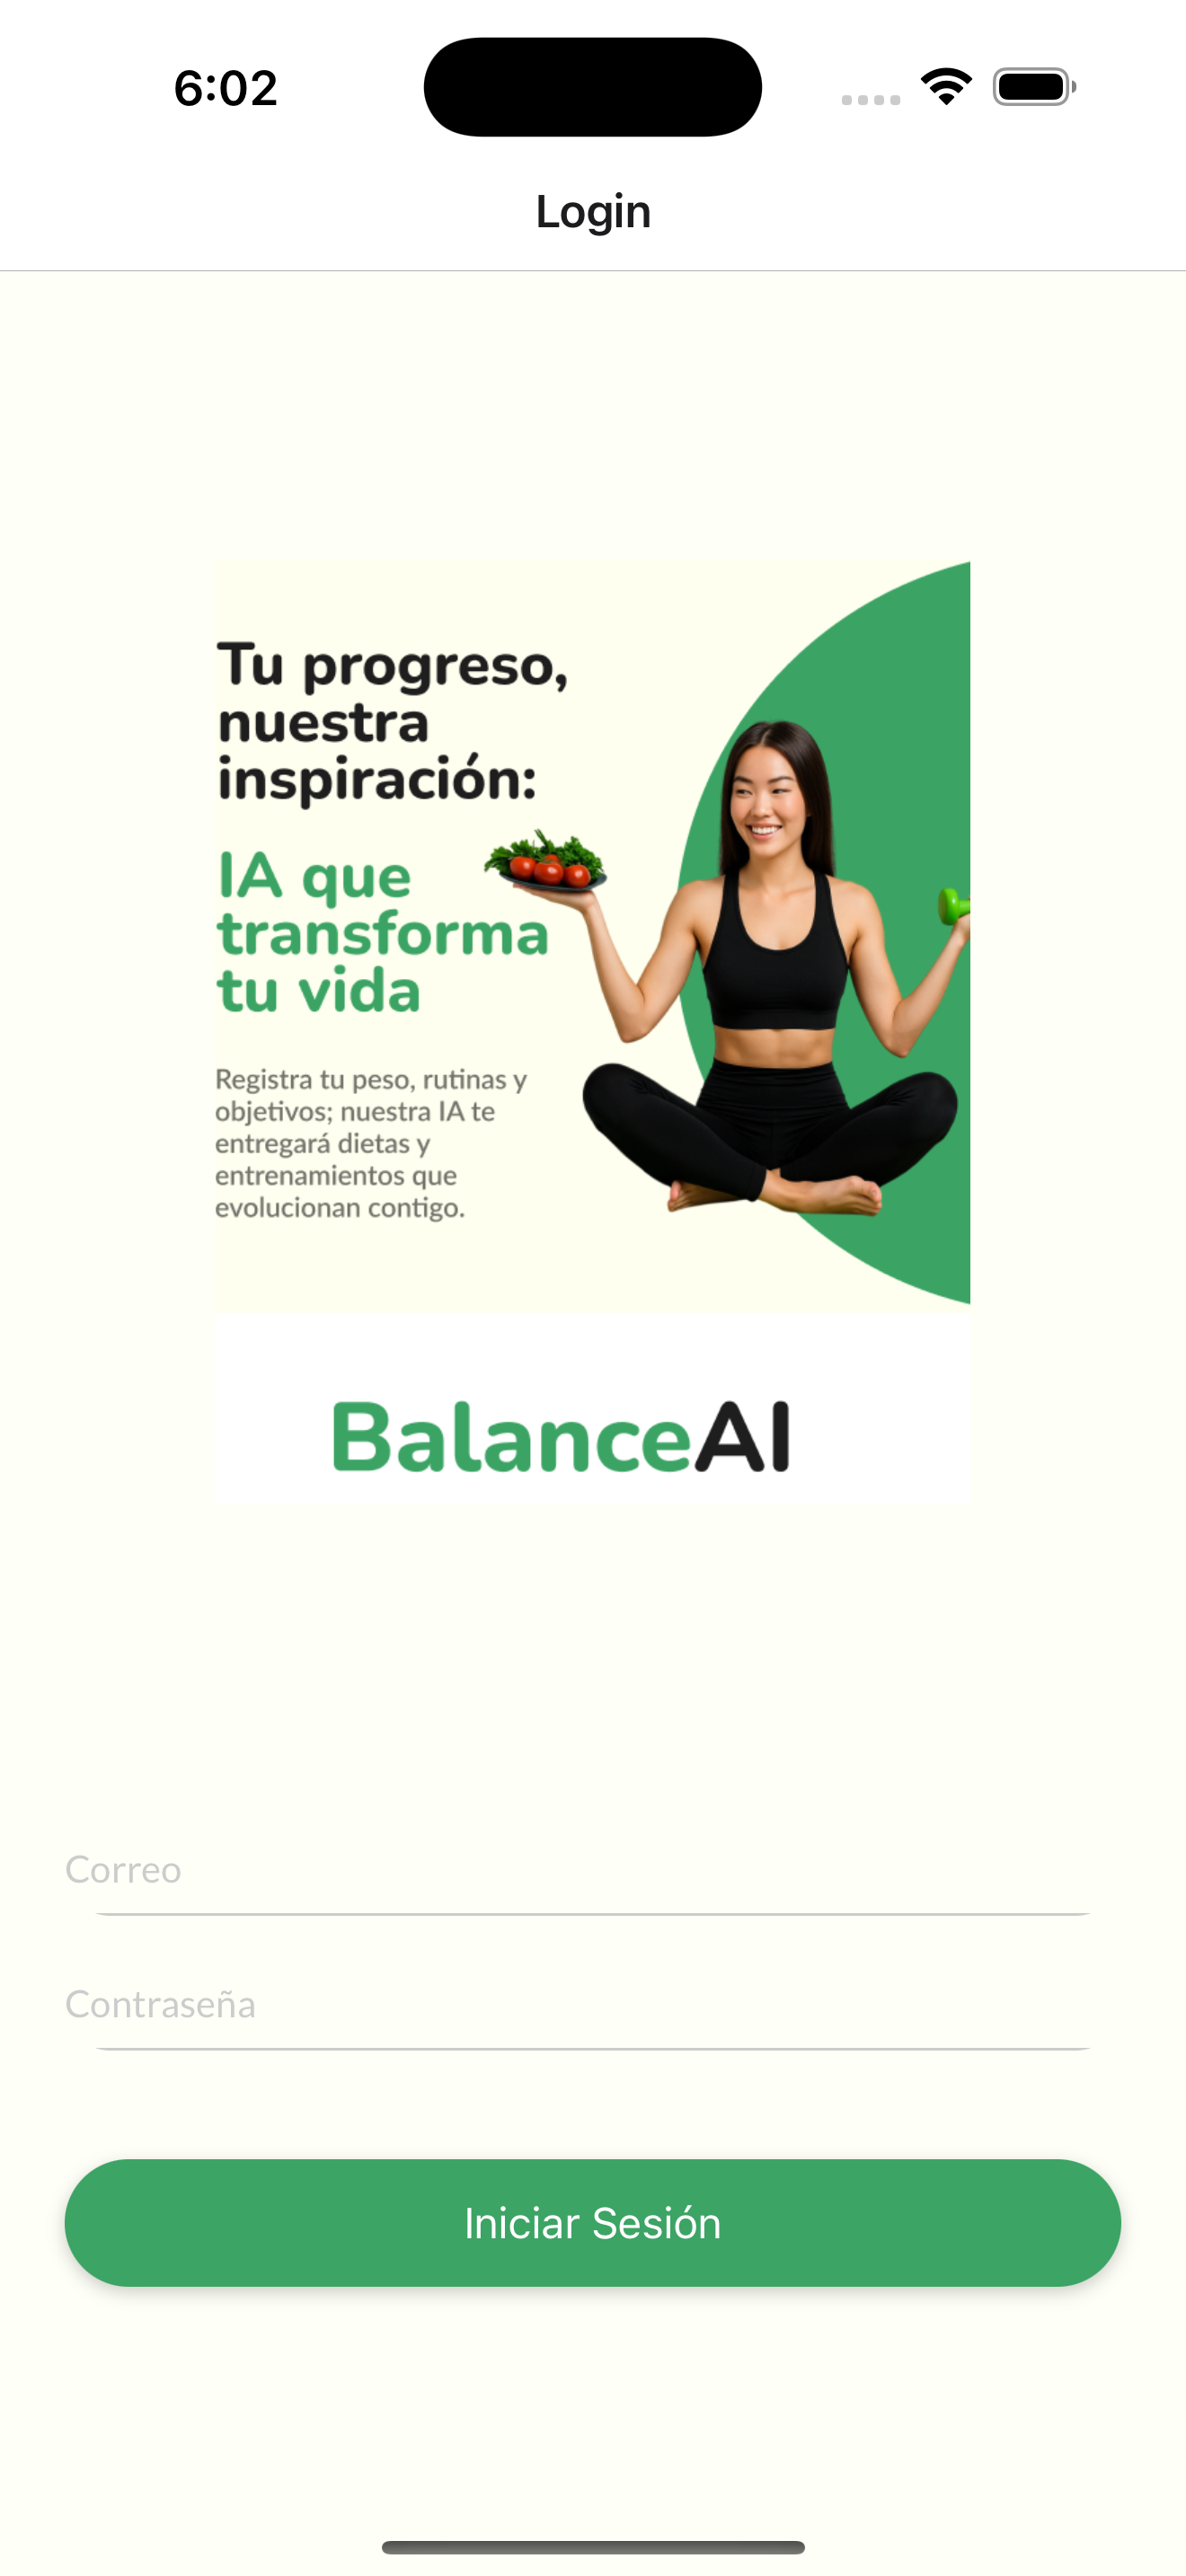 6:02
Login
Tu progreso,
nuestra
inspiración:
IA que
transforma
tu vida
Registra tu peso, rutinas y
objetivos; nuestra IA te
entregará dietas y
entrenamientos que
evolucionan contigo.
BalanceAI
Correo
Contraseña
Iniciar Sesión